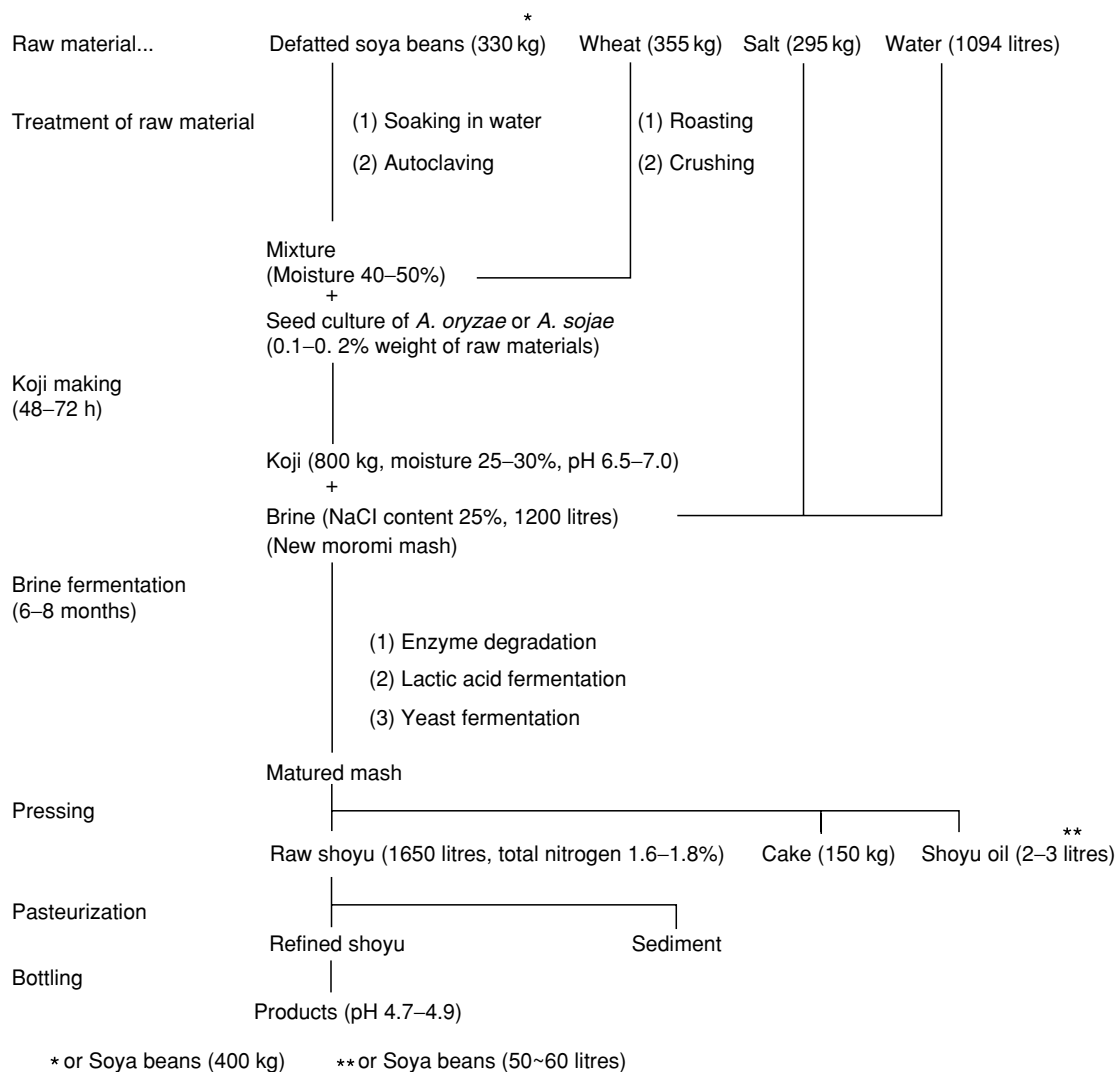 *
Raw material... Defatted soya beans (330 kg) Wheat (355 kg) Salt (295 kg) Water (1094 litres)
Treatment of raw material (1) Soaking in water (1) Roasting
(2) Autoclaving (2) Crushing
Mixture
(Moisture 40–50%)
+
Seed culture of A. oryzae or A. sojae
(0.1–0. 2% weight of raw materials)
Koji making
(48–72 h)
Koji (800 kg, moisture 25–30%, pH 6.5–7.0)
+
Brine (NaCl content 25%, 1200 litres)
(New moromi mash)
Brine fermentation
(6–8 months)
(1) Enzyme degradation
(2) Lactic acid fermentation
(3) Yeast fermentation
Matured mash
Pressing
**
Raw shoyu (1650 litres, total nitrogen 1.6–1.8%) Cake (150 kg) Shoyu oil (2–3 litres)
Pasteurization
Refined shoyu Sediment
Bottling
Products (pH 4.7–4.9)
* or Soya beans (400 kg) ** or Soya beans (50~60 litres)